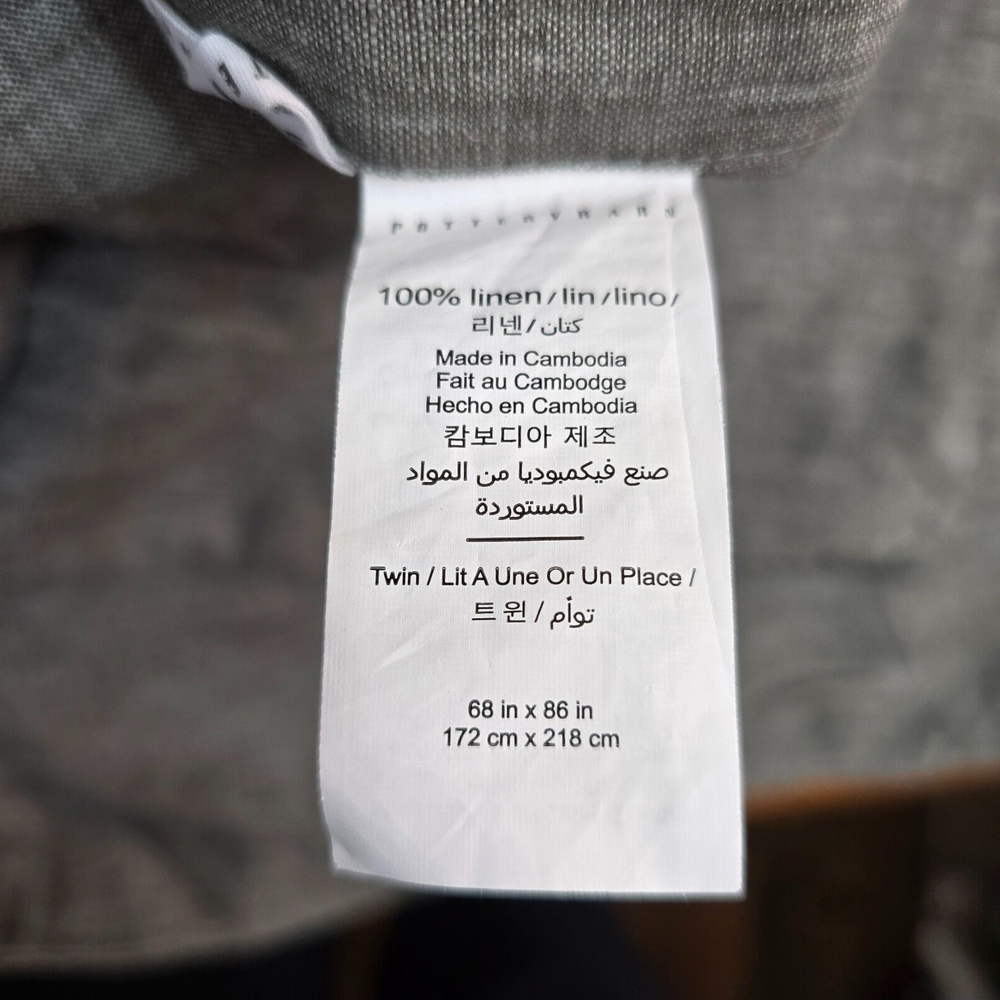 POTTERY BARN
100% linen/lin/lino/
리넨/كتان
Made in Cambodia
Fait au Cambodge
Hecho en Cambodia
캄보디아 제조
صنع فيكمبوديا من المواد
المستوردة
Twin / Lit A Une Or Un Place /
트윈/توأم
68 in x 86 in
172 cm x 218 cm